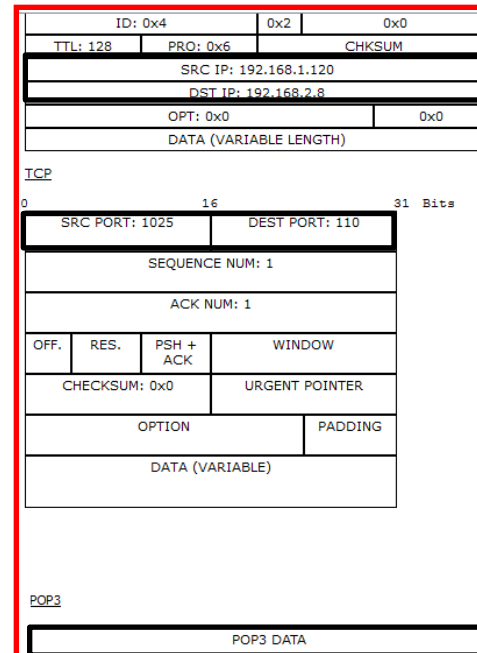 ID: 0x4 0x2 0x0
TTL: 128 PRO: 0x6 CHKSUM
SRC IP: 192.168.1.120
DST IP: 192.168.2.8
OPT: 0x0 0x0
DATA (VARIABLE LENGTH)
TCP
0 16 31 Bits
SRC PORT: 1025 DEST PORT: 110
SEQUENCE NUM: 1
ACK NUM: 1
OFF. RES. PSH + WINDOW
ACK
CHECKSUM: 0x0 URGENT POINTER
OPTION PADDING
DATA (VARIABLE)
POP3
POP3 DATA